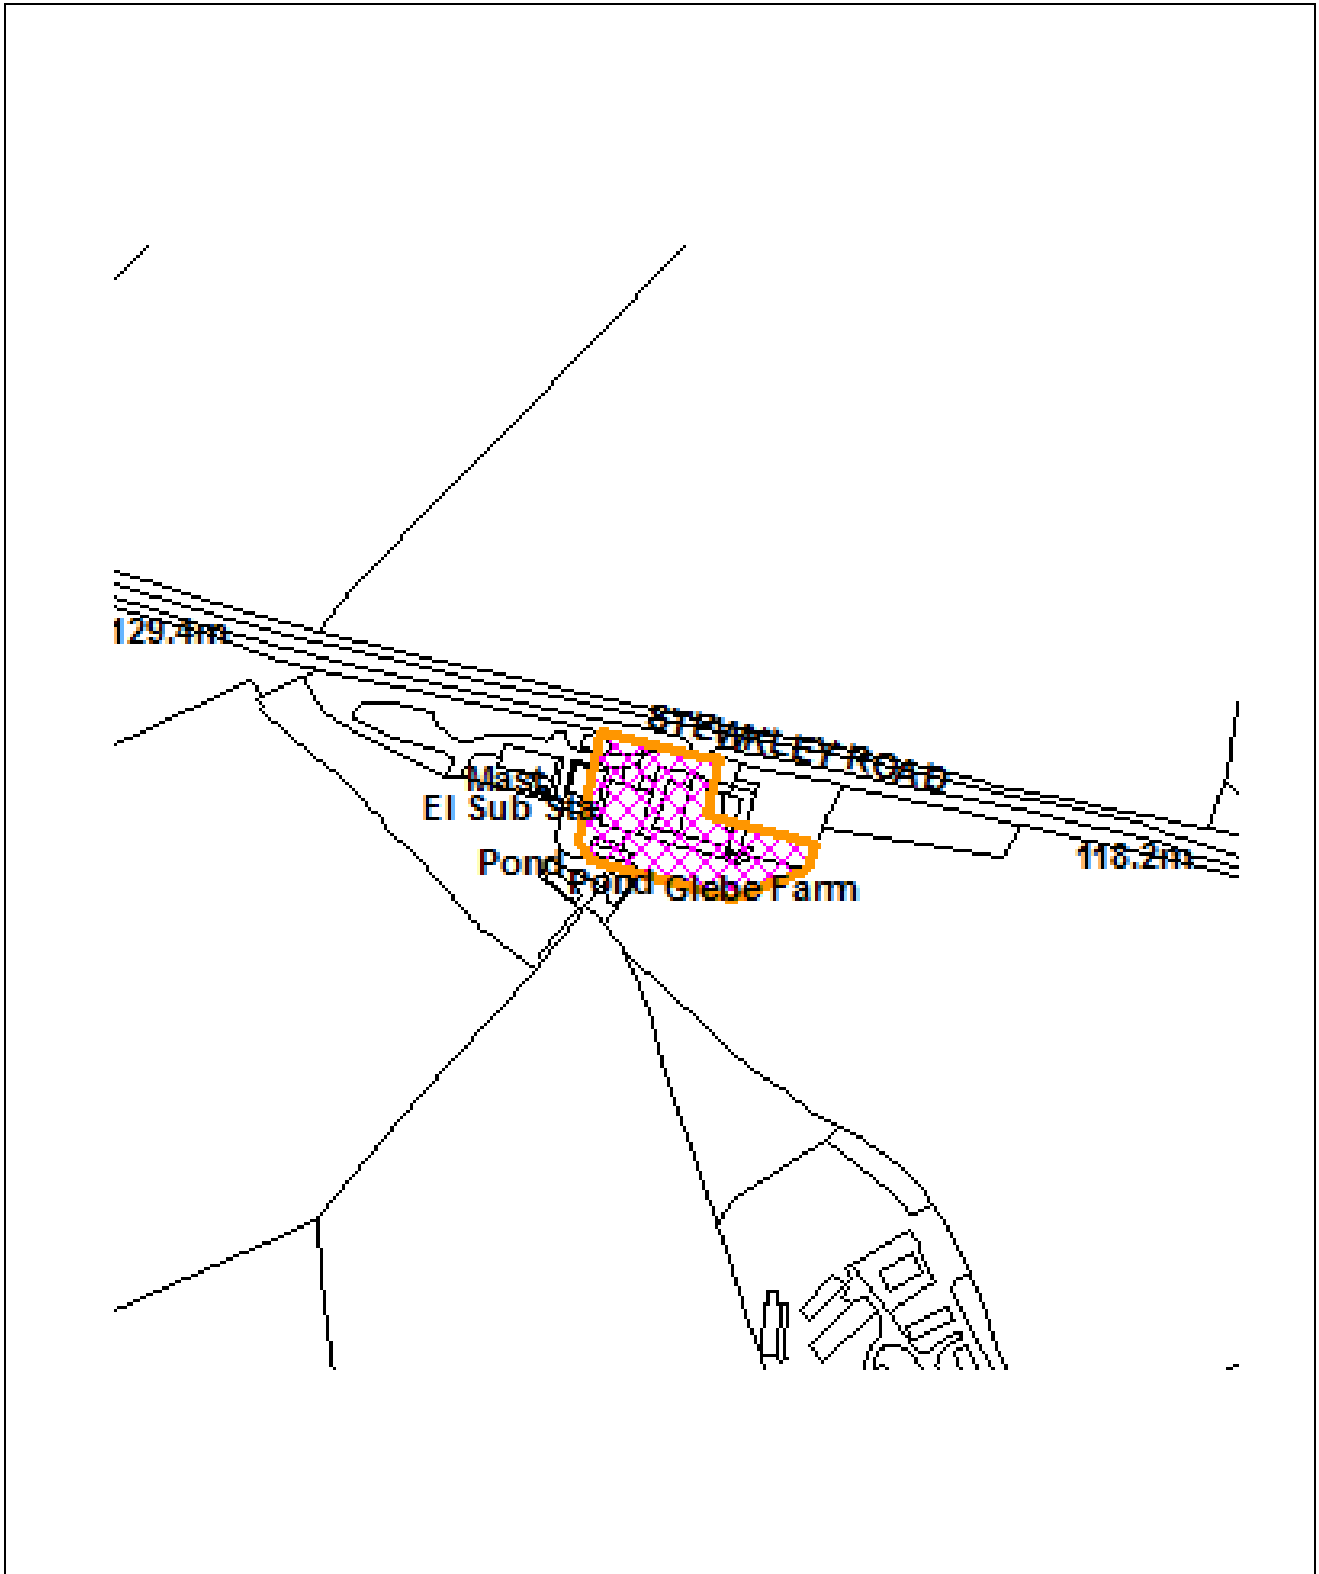 129.4m
STEWKLEY ROAD
Mast
El Sub Sta
118.2m
Pond
Pond
Glebe Farm